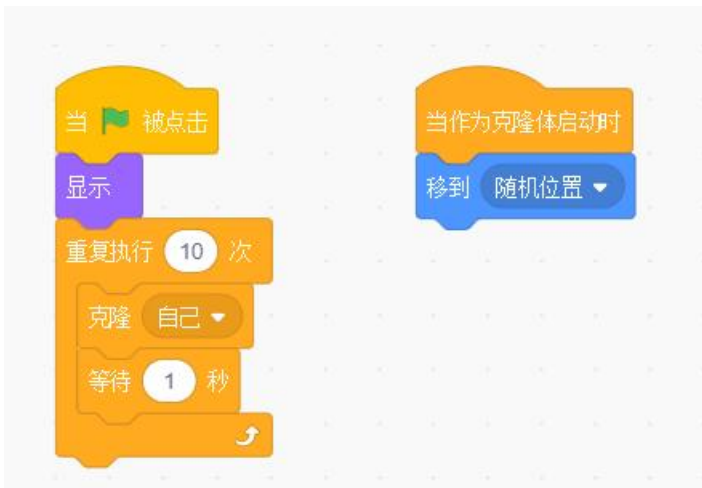 当 被点击
显示
重复执行 10 次
克隆 自己
等待 1 秒
当作为克隆体启动时
移到 随机位置